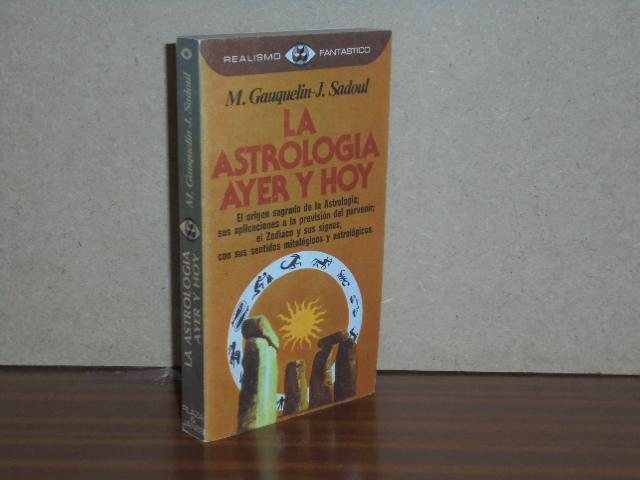 REALISMO FANTASTICO
M. Gauquelin-J. Sadoul
LA
ASTROLOGIA
AYER Y HOY
El origen sagrado de la Astrología;
sus aplicaciones a la previsión del porvenir;
el Zodíaco y sus signos,
con sus sentidos mitológicos y astrológicos.
M. Gauquelin-J. Sadoul
LA ASTROLOGIA
AYER Y HOY
PLAZA